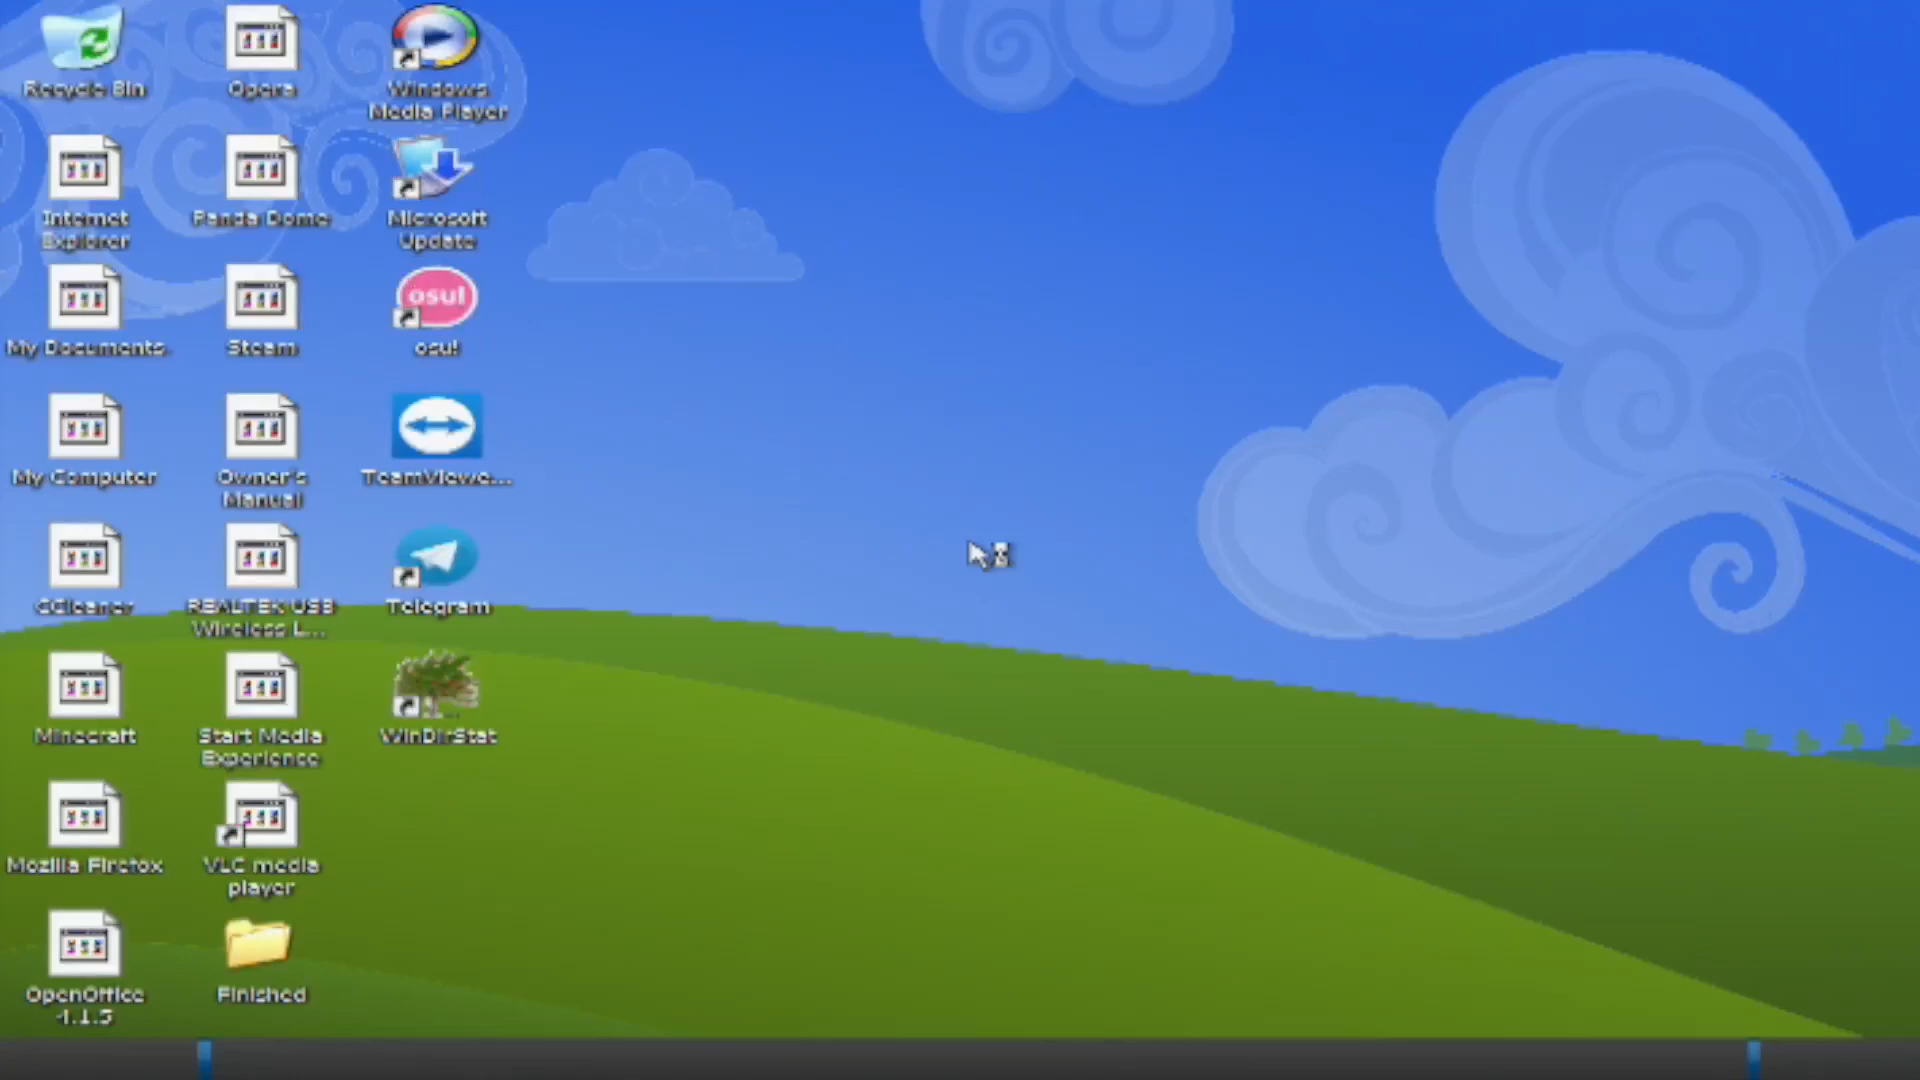 Recycle Bin
Opera
Windows
Media Player
Internet
Explorer
Panda Dome
Microsoft
Update
My Documents
Steam
osu!
osu!
My Computer
Owner's
Manual
TeamViewe...
CCleaner
REALTEK USB
Wireless L...
Telegram
Minecraft
Start Media
Experience
WinDirStat
Mozilla Firefox
VLC media
player
OpenOffice
4.1.5
Finished